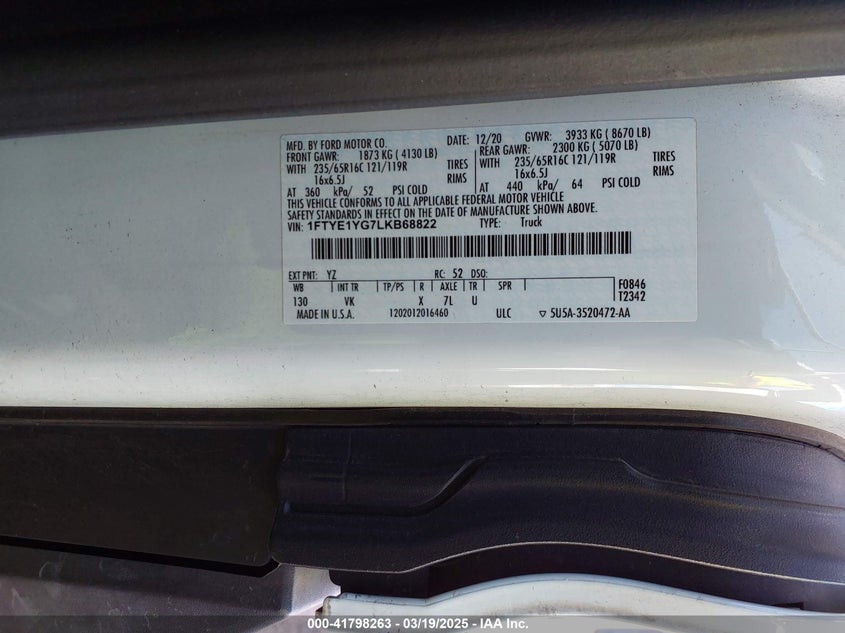 MFD. BY FORD MOTOR CO. DATE: 12/20 GVWR: 3933 KG ( 8670 LB)
FRONT GAWR: 1873 KG ( 4130 LB) REAR GAWR: 2300 KG ( 5070 LB)
WITH 235/65R16C 121/119R TIRES WITH 235/65R16C 121/119R TIRES
16x6.5J RIMS 16x6.5J RIMS
AT 360 kPa/ 52 PSI COLD AT 440 kPa/ 64 PSI COLD
THIS VEHICLE CONFORMS TO ALL APPLICABLE FEDERAL MOTOR VEHICLE
SAFETY STANDARDS IN EFFECT ON THE DATE OF MANUFACTURE SHOWN ABOVE.
VIN: 1FTYE1YG7LKB68822 TYPE: Truck
EXT PNT: YZ RC: 52 DSO:
WB INT TR TP/PS R AXLE TR SPR F0846
130 VK X 7L U T2342
MADE IN U.S.A. 1202012016460 ULC ▽ 5U5A-3520472-AA
000-41798263 - 03/19/2025 - IAA Inc.